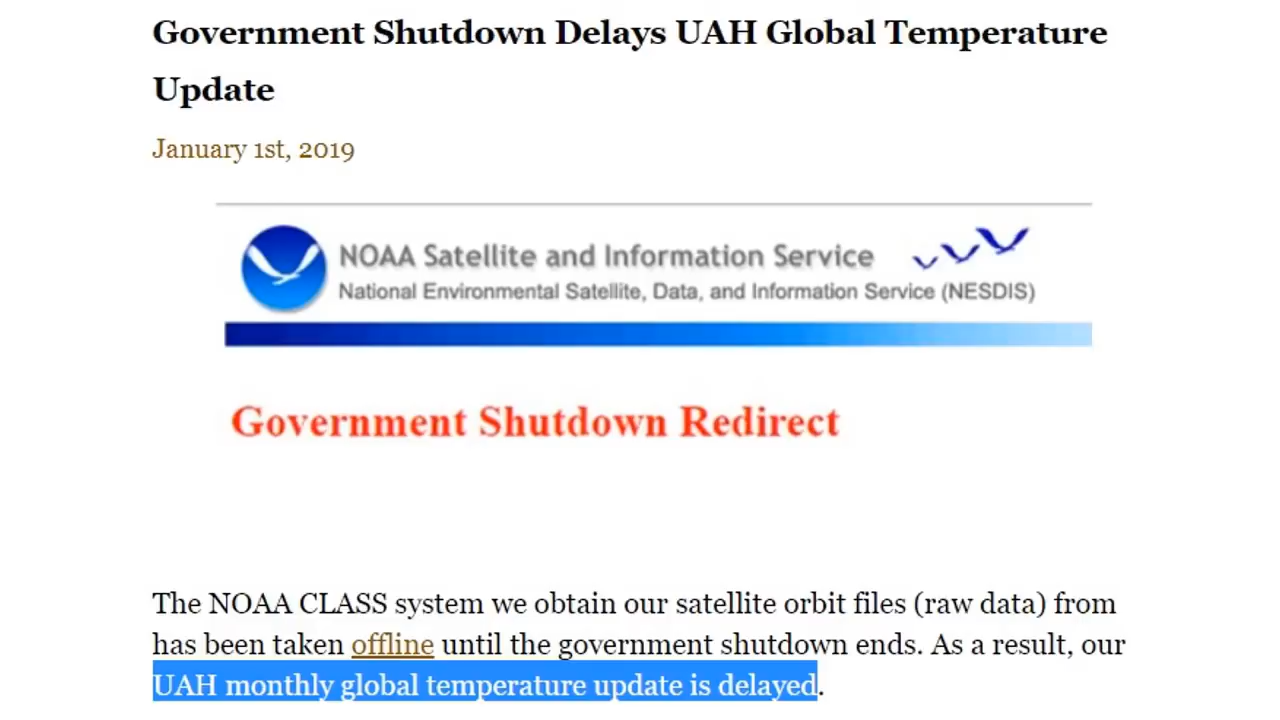 Government Shutdown Delays UAH Global Temperature
Update
January 1st, 2019
NOAA Satellite and Information Service
National Environmental Satellite, Data, and Information Service (NESDIS)
Government Shutdown Redirect
The NOAA CLASS system we obtain our satellite orbit files (raw data) from
has been taken offline until the government shutdown ends. As a result, our
UAH monthly global temperature update is delayed.